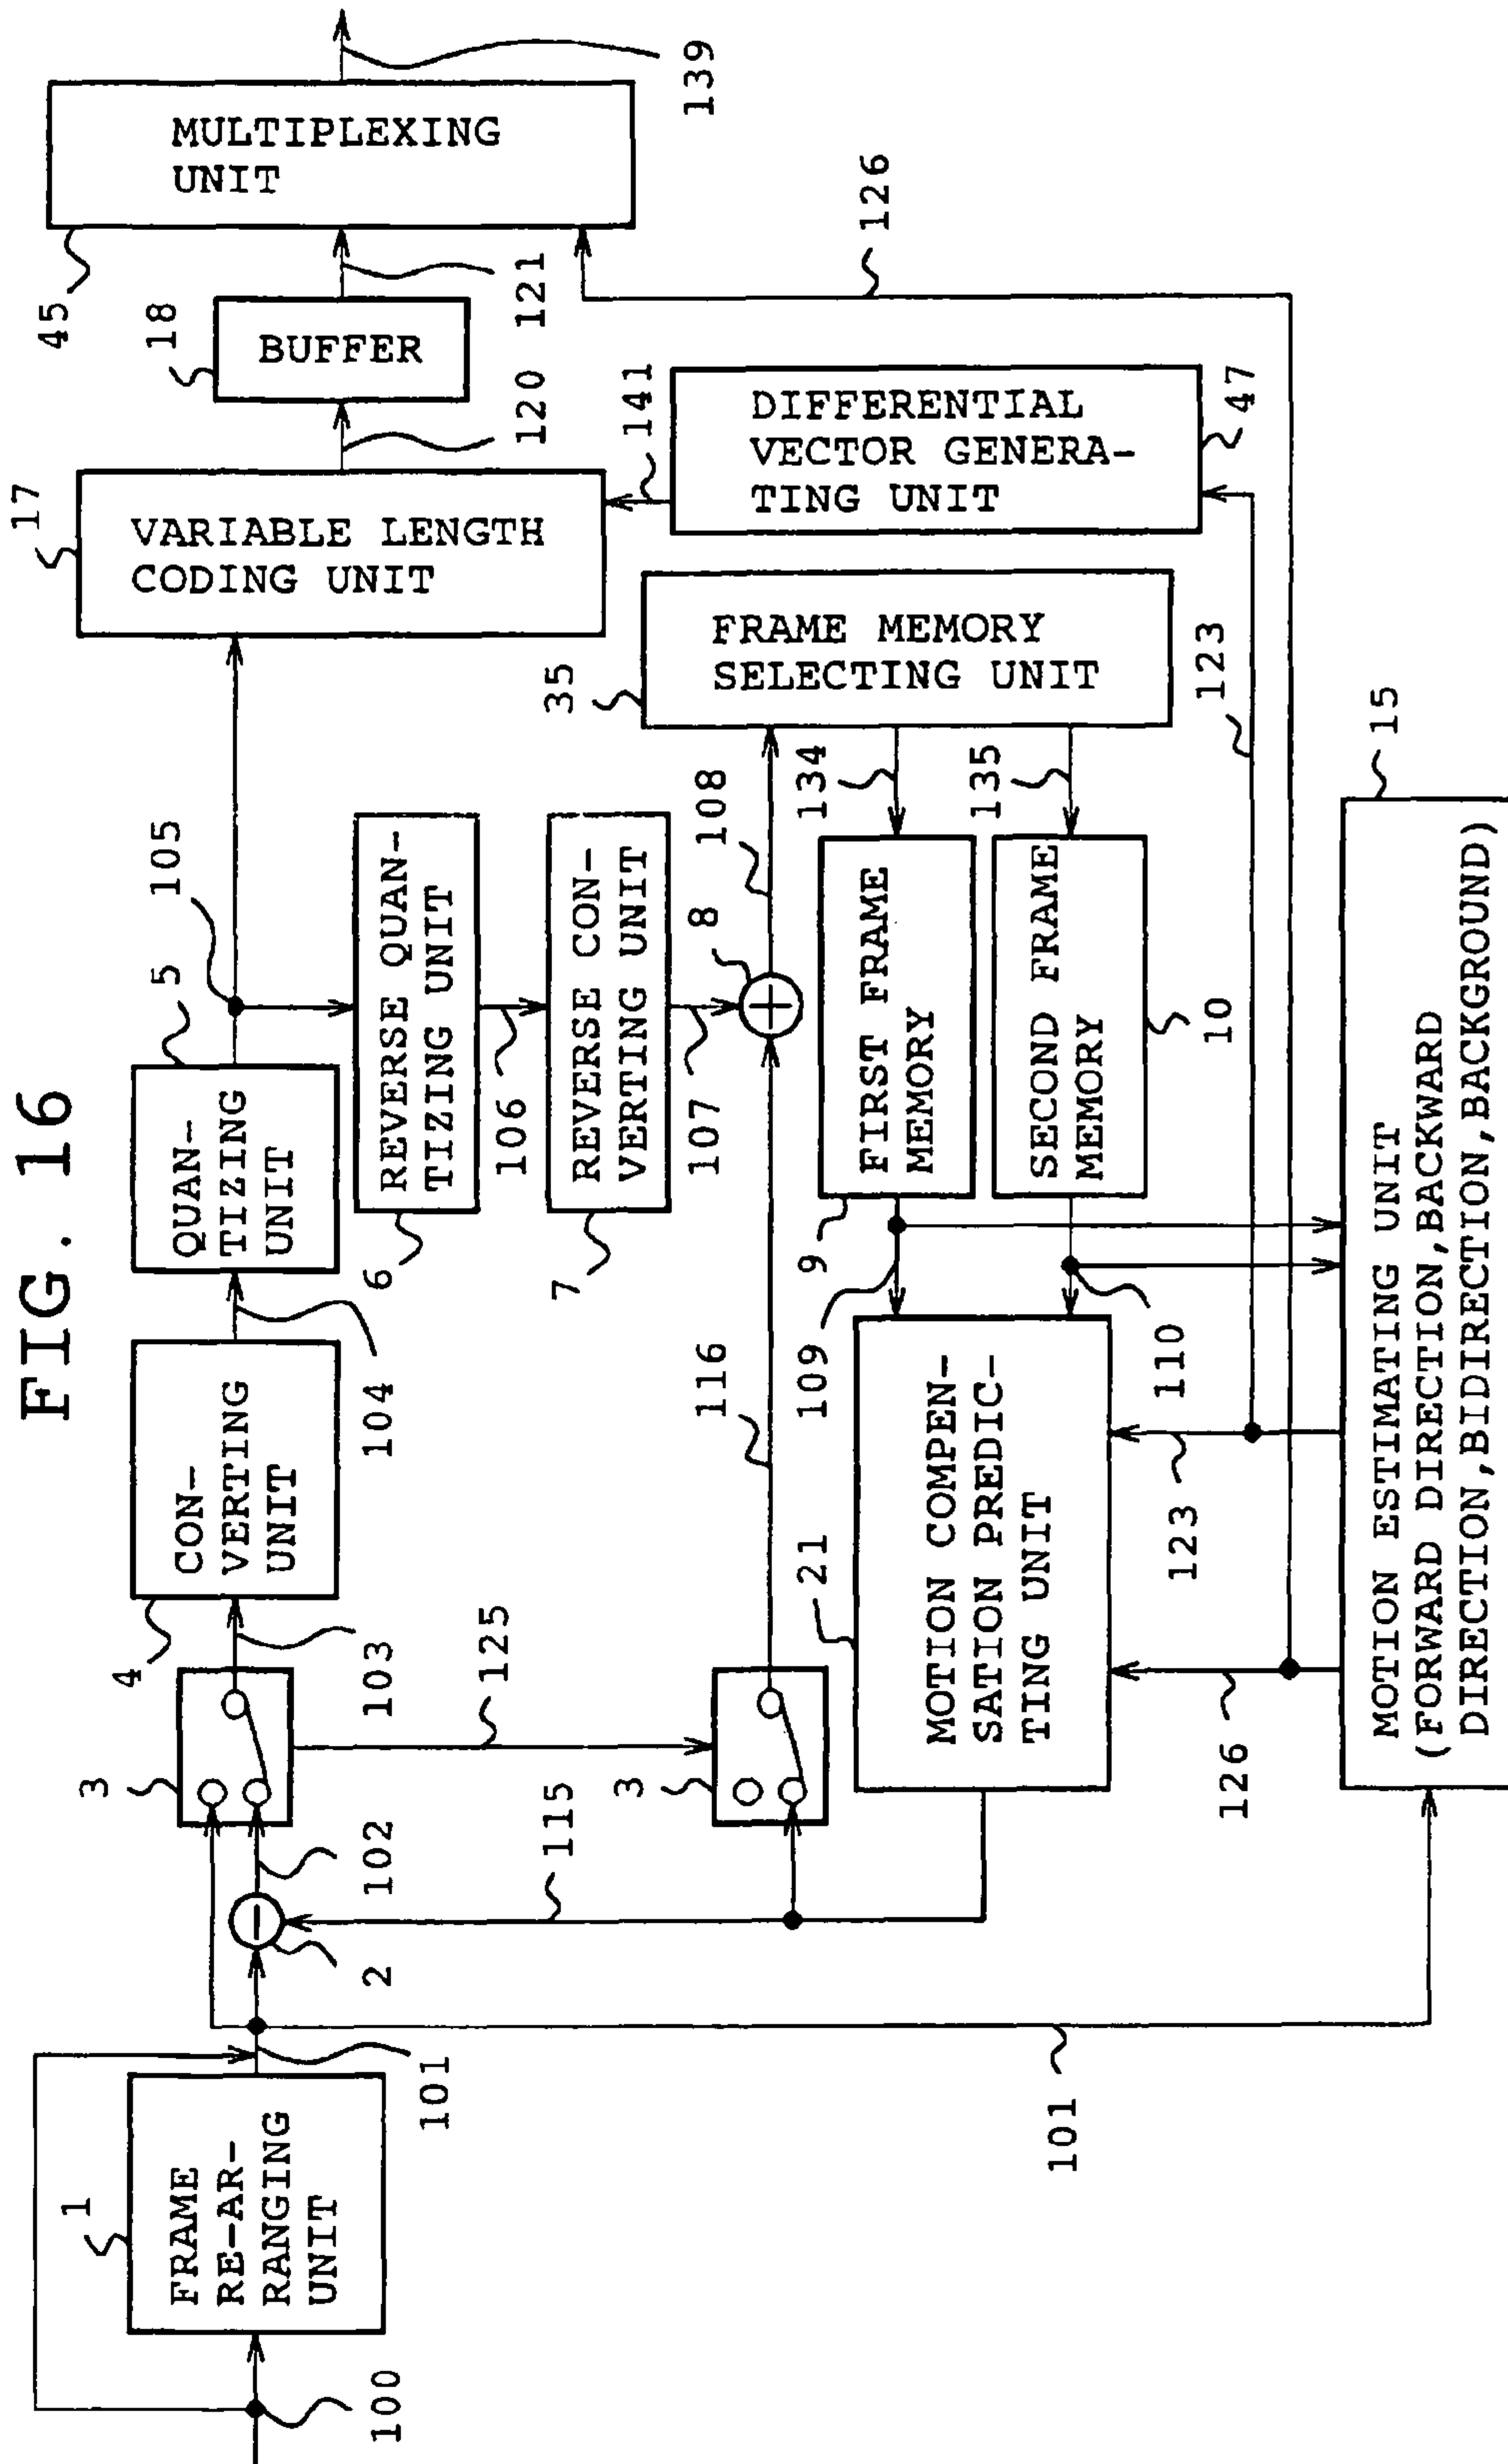 FIG. 16
1
FRAME
RE-AR-
RANGING
UNIT
100
101
101
2
102
3
103
4
CON-
VERTING
UNIT
104
5
QUAN-
TIZING
UNIT
105
17
VARIABLE LENGTH
CODING UNIT
120
18
BUFFER
121
45
MULTIPLEXING
UNIT
139
6
REVERSE QUAN-
TIZING UNIT
106
7
REVERSE CON-
VERTING UNIT
107
125
115
3
116
8
108
35
FRAME MEMORY
SELECTING UNIT
134
135
141
DIFFERENTIAL
VECTOR GENERA-
TING UNIT
47
126
21
MOTION COMPEN-
SATION PREDIC-
TING UNIT
109
9
FIRST FRAME
MEMORY
SECOND FRAME
MEMORY
10
110
123
123
126
15
MOTION ESTIMATING UNIT
(FORWARD DIRECTION,BACKWARD
DIRECTION,BIDIRECTION,BACKGROUND)